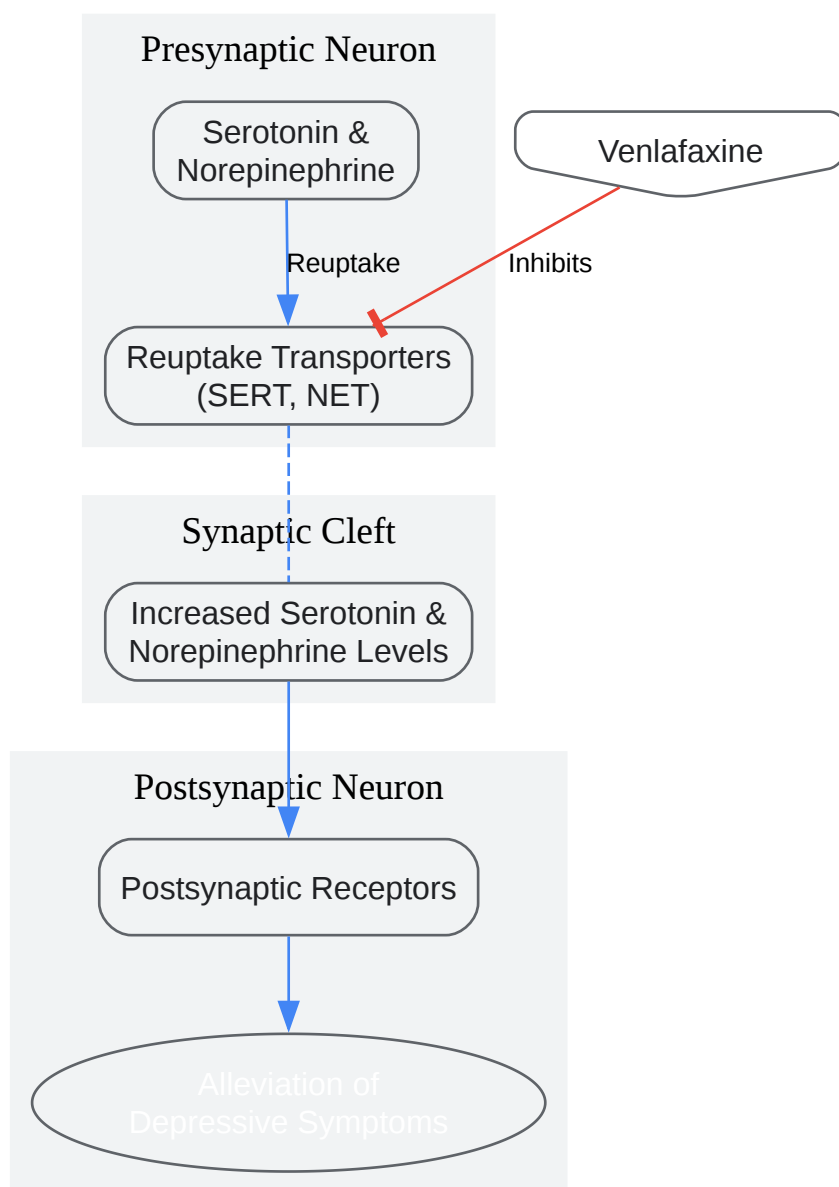 Presynaptic Neuron
Serotonin &
Norepinephrine
Venlafaxine
Reuptake
Inhibits
Reuptake Transporters
(SERT, NET)
Synaptic Cleft
Increased Serotonin &
Norepinephrine Levels
Postsynaptic Neuron
Postsynaptic Receptors
Alleviation of
Depressive Symptoms